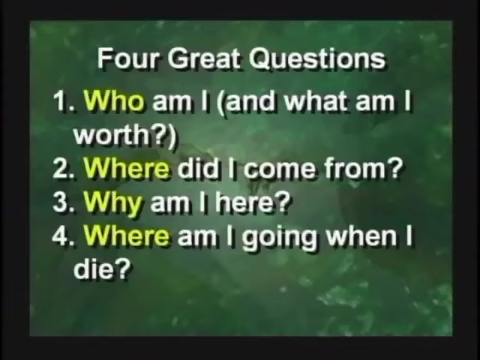 Four Great Questions
1. Who am I (and what am I
worth?)
2. Where did I come from?
3. Why am I here?
4. Where am I going when I
die?